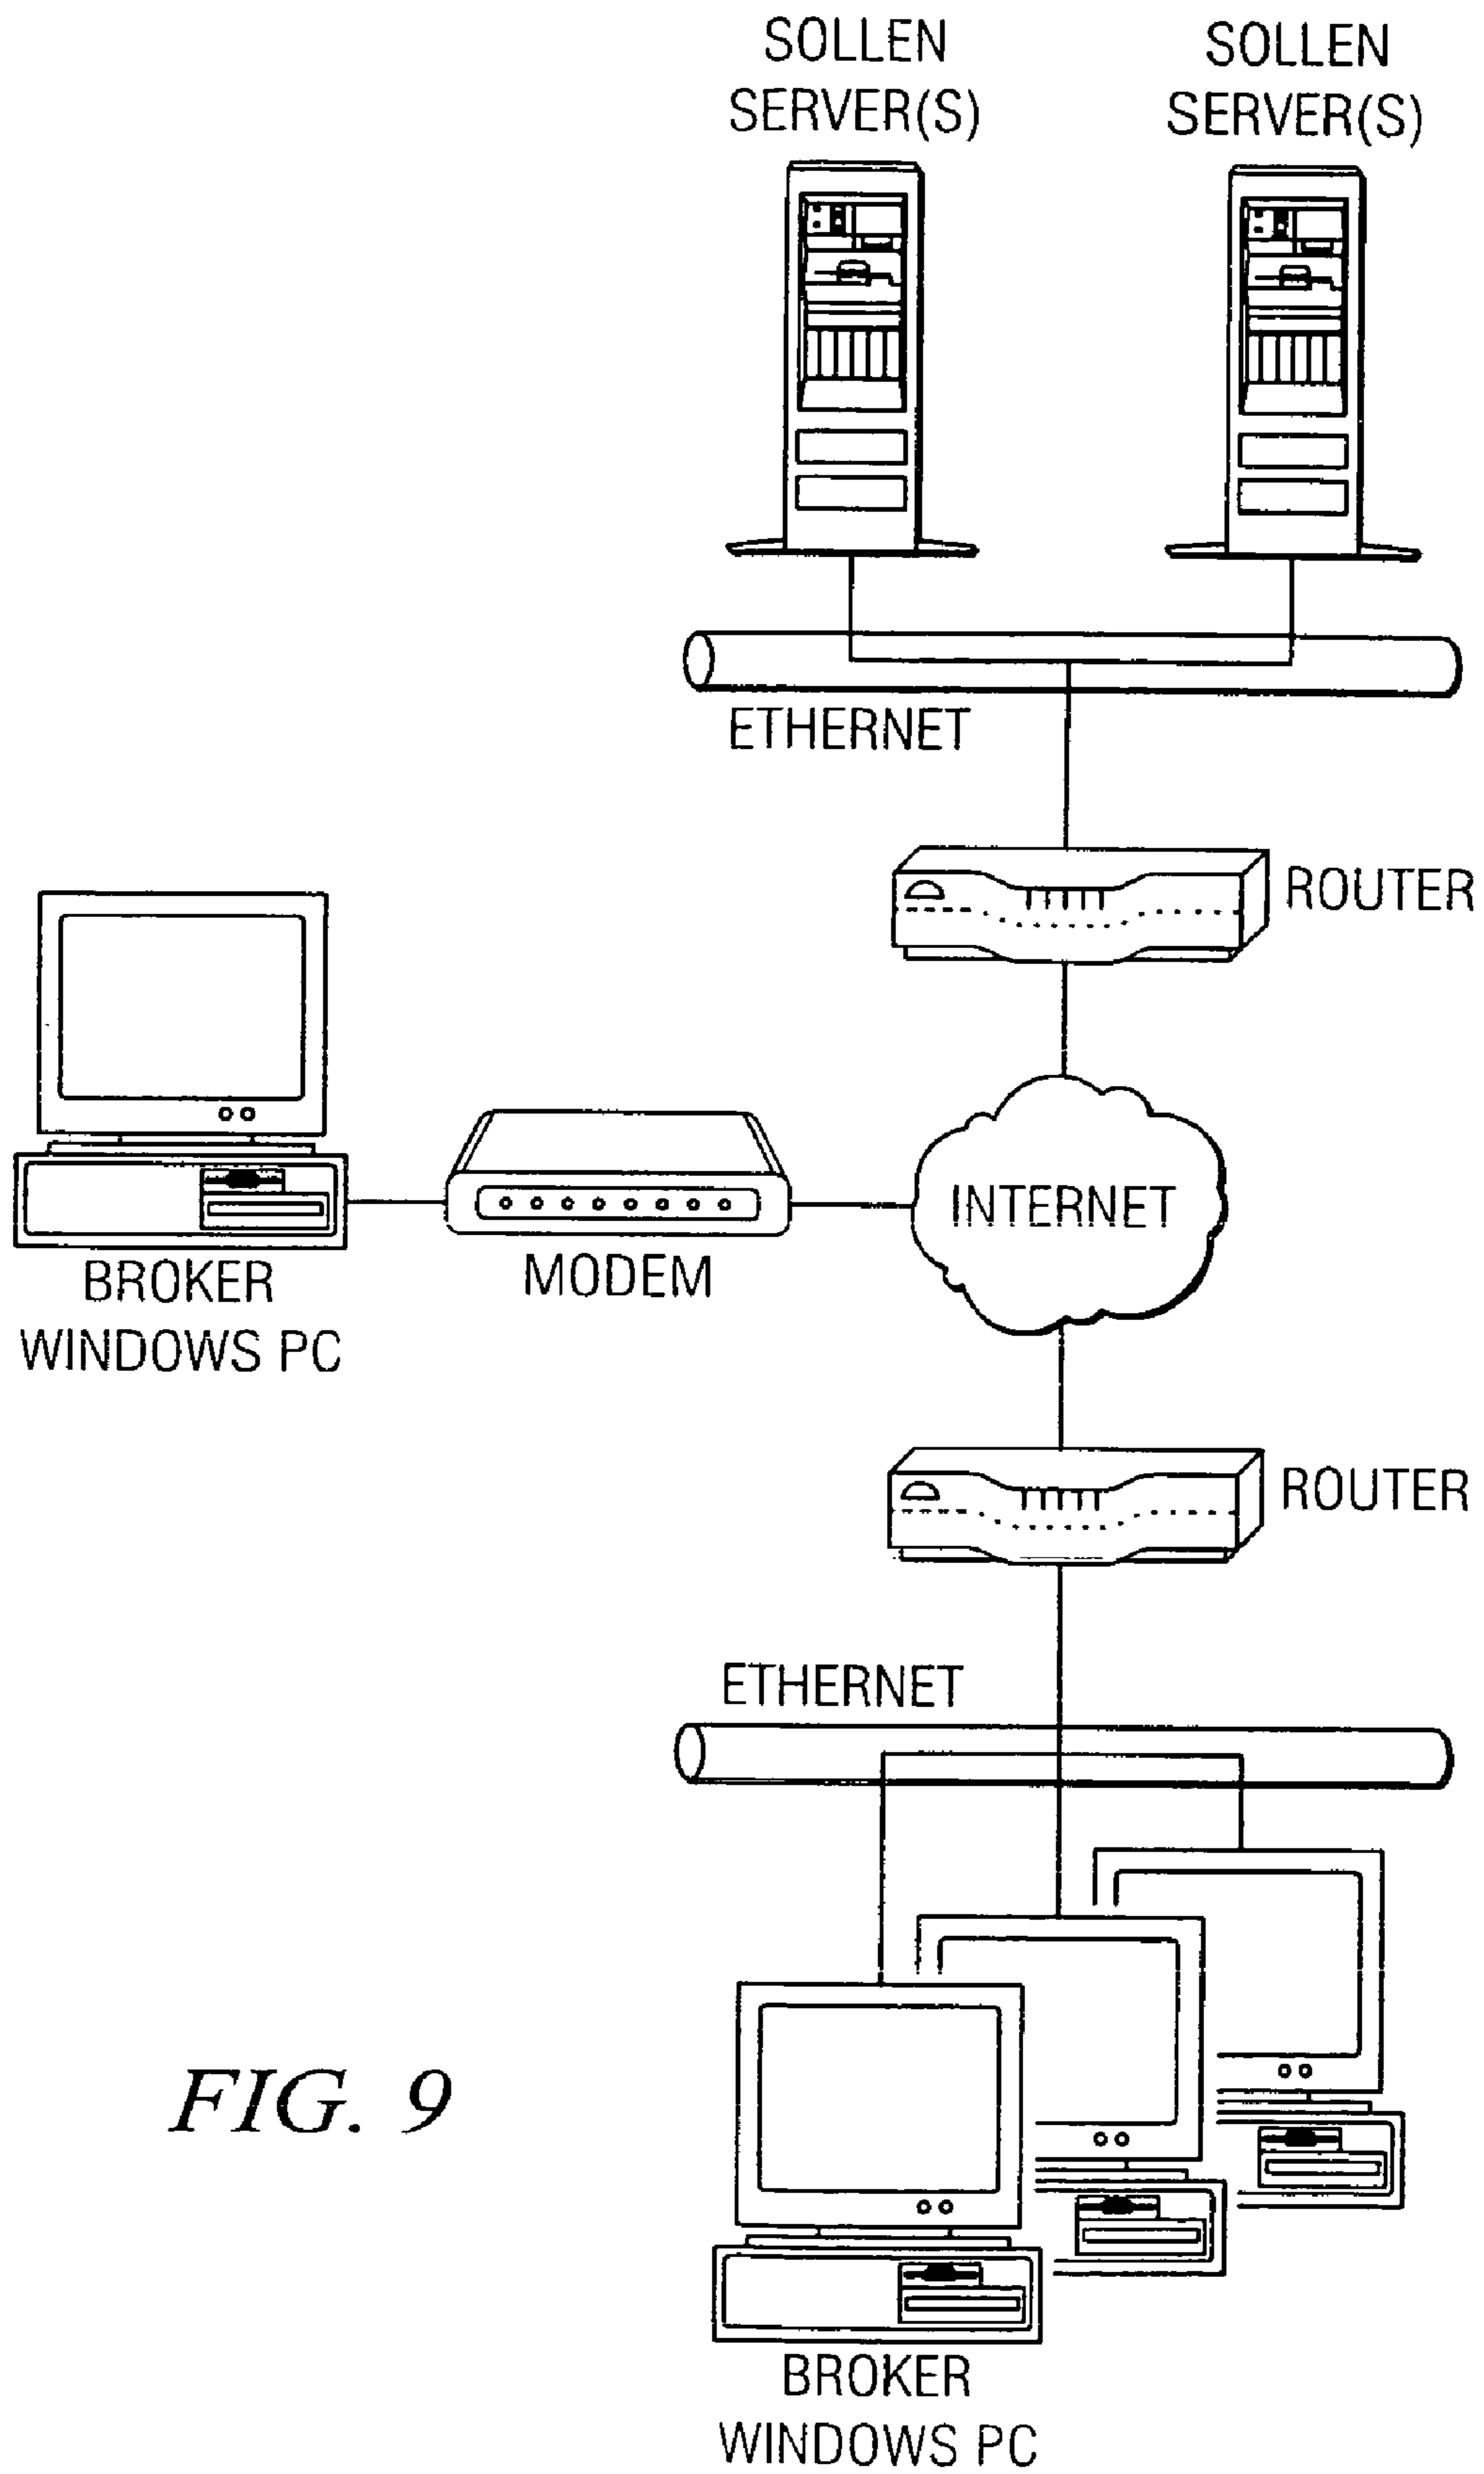 SOLLEN
SERVER(S)
SOLLEN
SERVER(S)
ETHERNET
ROUTER
BROKER
WINDOWS PC
MODEM
INTERNET
ROUTER
ETHERNET
BROKER
WINDOWS PC
FIG. 9